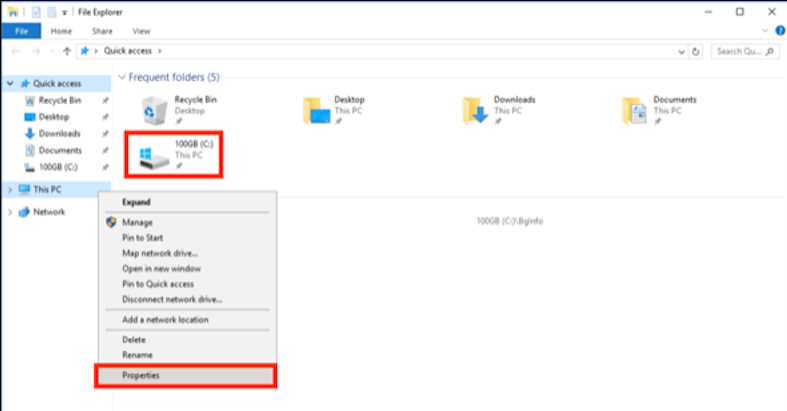 File Explorer
File Home Share View
Quick access
Search Qu...
Quick access
Recycle Bin
Desktop
Downloads
Documents
100GB (C:)
This PC
Network
Frequent folders (5)
Recycle Bin
Desktop
Desktop
This PC
Downloads
This PC
Documents
This PC
100GB (C:)
This PC
100GB (C:)\BgInfo
Expand
Manage
Pin to Start
Map network drive...
Open in new window
Pin to Quick access
Disconnect network drive...
Add a network location
Delete
Rename
Properties